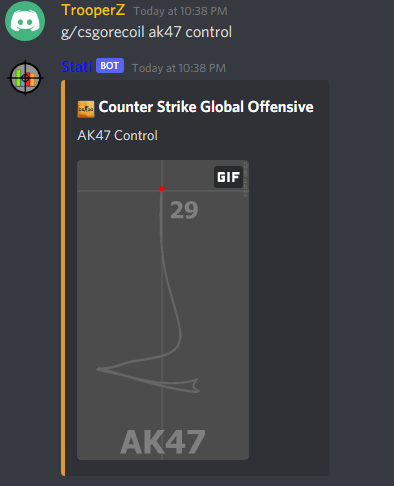 TrooperZ Today at 10:38 PM
g/csgorecoil ak47 control
Stati BOT Today at 10:38 PM
Counter Strike Global Offensive
AK47 Control
GIF
29
AK47